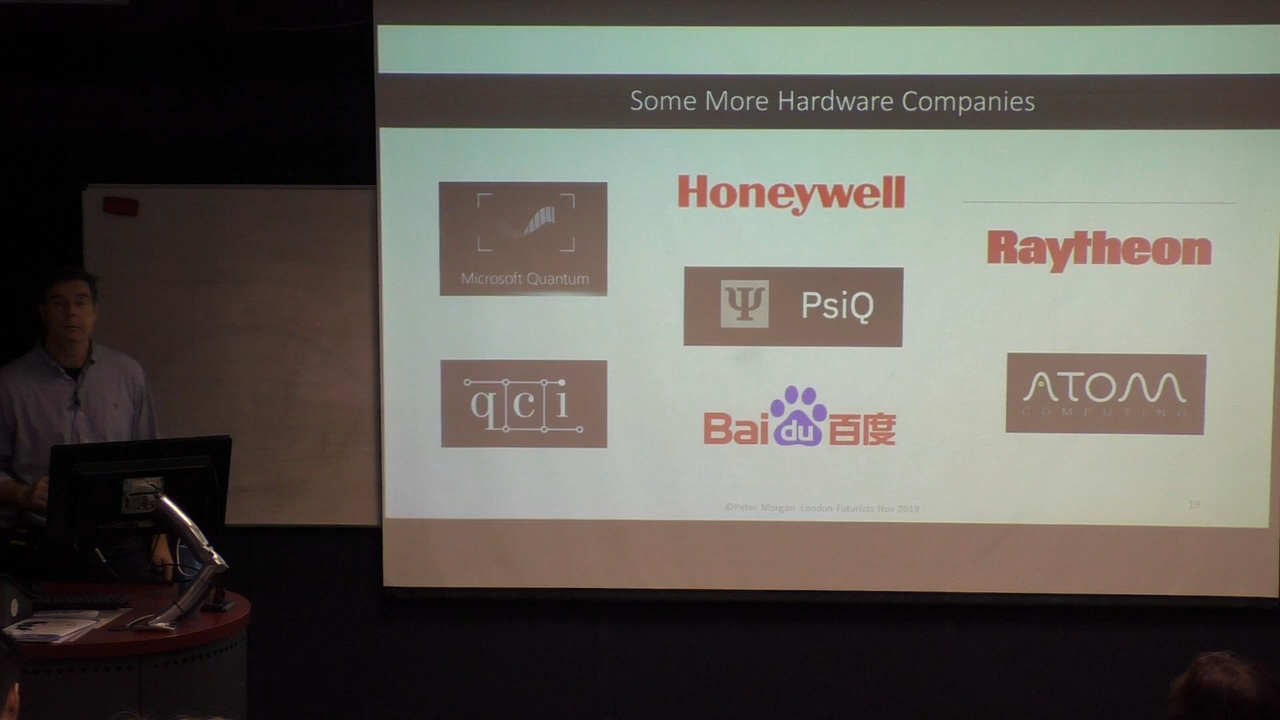 Some More Hardware Companies
Microsoft Quantum
Honeywell
Raytheon
Ψ PsiQ
qci
Baidu百度
ATOM
COMPUTING
©Peter Morgan London Futurists Nov 2019
19